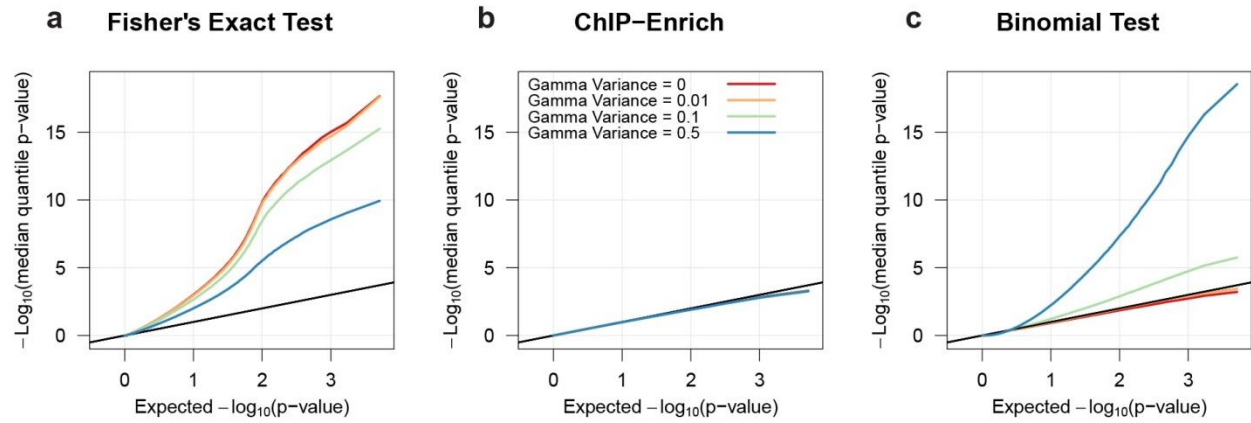 a Fisher's Exact Test
−Log₁₀(median quantile p−value)
15
10
5
0
0 1 2 3
Expected −log₁₀(p−value)
b ChIP−Enrich
Gamma Variance = 0
Gamma Variance = 0.01
Gamma Variance = 0.1
Gamma Variance = 0.5
−Log₁₀(median quantile p−value)
15
10
5
0
0 1 2 3
Expected −log₁₀(p−value)
c Binomial Test
−Log₁₀(median quantile p−value)
15
10
5
0
0 1 2 3
Expected −log₁₀(p−value)